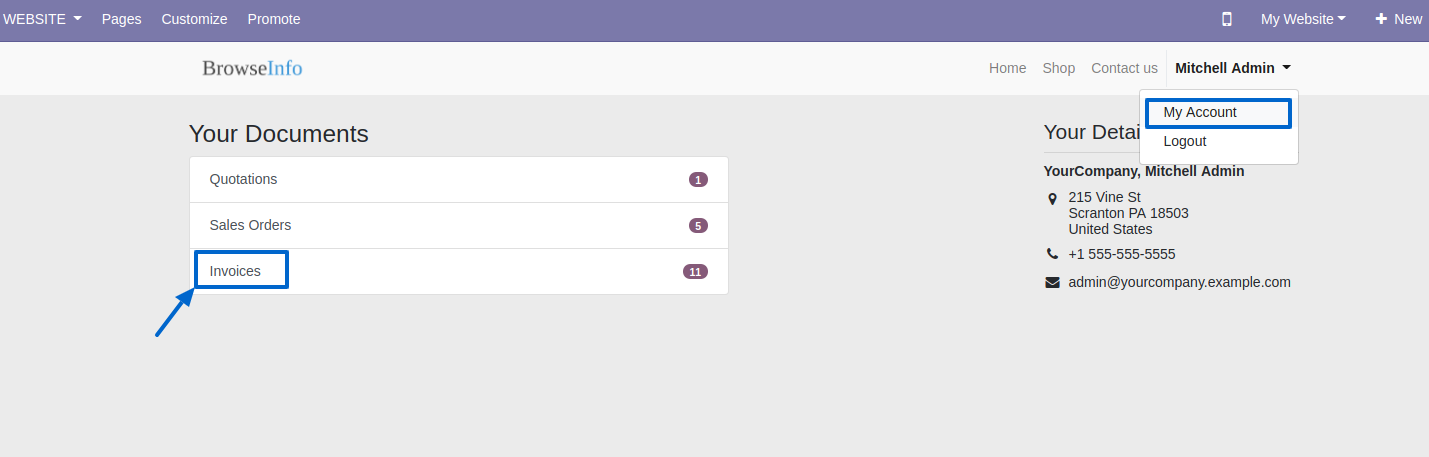 WEBSITE Pages Customize Promote My Website New
BrowseInfo Home Shop Contact us Mitchell Admin
My Account
Logout
Your Documents
Quotations 1
Sales Orders 5
Invoices 11
Your Detai
YourCompany, Mitchell Admin
215 Vine St
Scranton PA 18503
United States
+1 555-555-5555
admin@yourcompany.example.com